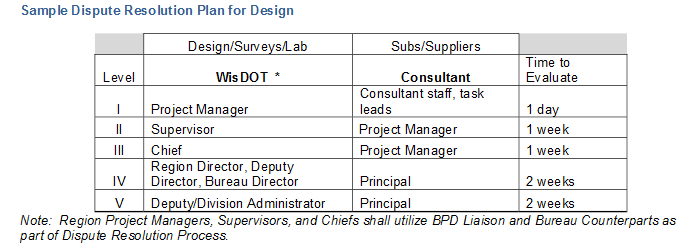 Sample Dispute Resolution Plan for Design
Design/Surveys/Lab Subs/Suppliers
Level WisDOT * Consultant Time to Evaluate
I Project Manager Consultant staff, task leads 1 day
II Supervisor Project Manager 1 week
III Chief Project Manager 1 week
IV Region Director, Deputy Director, Bureau Director Principal 2 weeks
V Deputy/Division Administrator Principal 2 weeks
Note: Region Project Managers, Supervisors, and Chiefs shall utilize BPD Liaison and Bureau Counterparts as
part of Dispute Resolution Process.